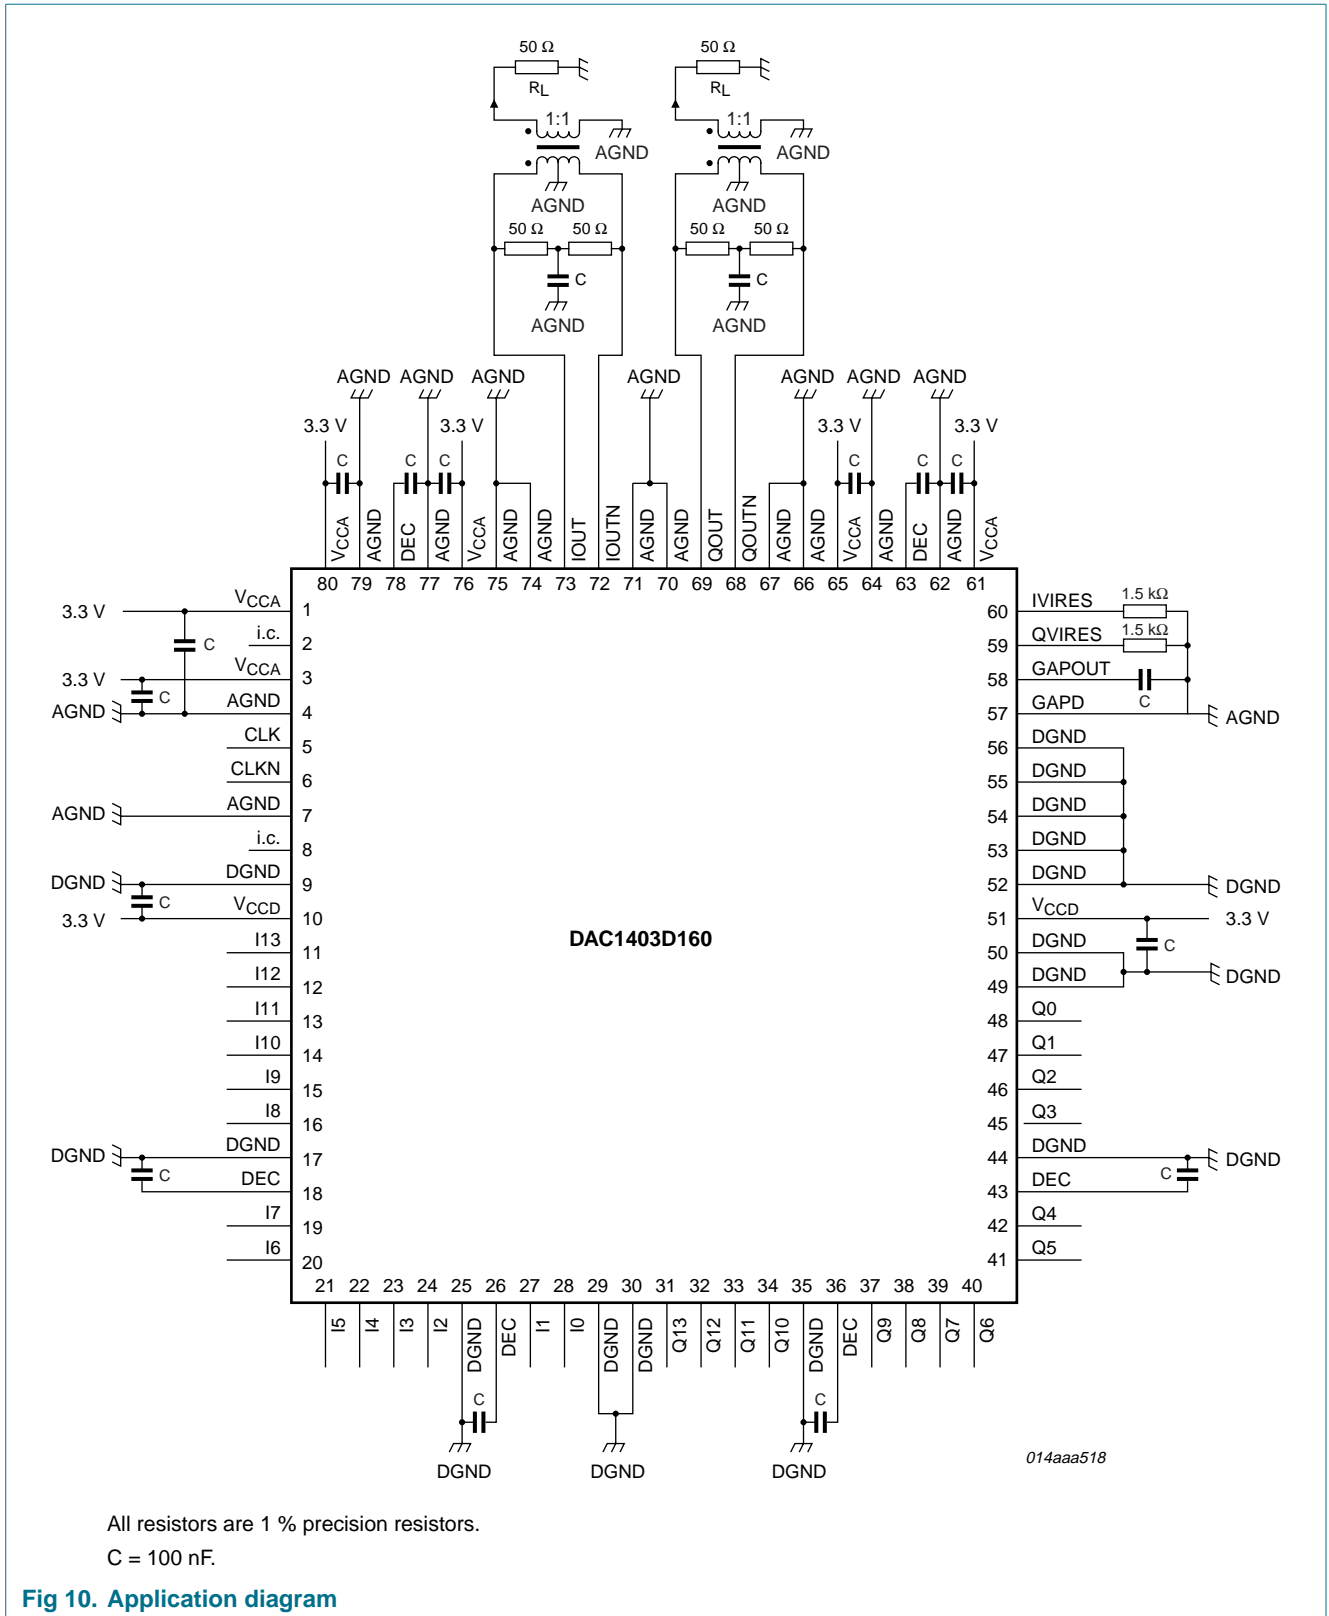 50 Ω 50 Ω
RL RL
1:1 1:1
AGND AGND
AGND AGND
50 Ω 50 Ω 50 Ω 50 Ω
C C
AGND AGND
AGND AGND AGND AGND AGND AGND AGND
3.3 V 3.3 V 3.3 V 3.3 V
C C C C C C
VCCA AGND DEC AGND VCCA AGND AGND IOUT IOUTN AGND AGND QOUT QOUTN AGND AGND VCCA AGND DEC AGND VCCA
80 79 78 77 76 75 74 73 72 71 70 69 68 67 66 65 64 63 62 61
3.3 V VCCA 1 60 IVIRES 1.5 kΩ
i.c. 2 C 59 QVIRES 1.5 kΩ
3.3 V VCCA 3 58 GAPOUT C
AGND C AGND 4 57 GAPD AGND
CLK 5 56 DGND
CLKN 6 55 DGND
AGND AGND 7 54 DGND
i.c. 8 53 DGND
DGND DGND 9 52 DGND DGND
3.3 V C VCCD 10 51 VCCD 3.3 V
DAC1403D160
I13 11 50 DGND C
I12 12 49 DGND DGND
I11 13 48 Q0
I10 14 47 Q1
I9 15 46 Q2
I8 16 45 Q3
DGND DGND 17 44 DGND DGND
C DEC 18 43 DEC C
I7 19 42 Q4
I6 20 41 Q5
21 22 23 24 25 26 27 28 29 30 31 32 33 34 35 36 37 38 39 40
I5 I4 I3 I2 DGND DEC I1 I0 DGND DGND Q13 Q12 Q11 Q10 DGND DEC Q9 Q8 Q7 Q6
C C
DGND DGND DGND
014aaa518
All resistors are 1 % precision resistors.
C = 100 nF.
Fig 10. Application diagram